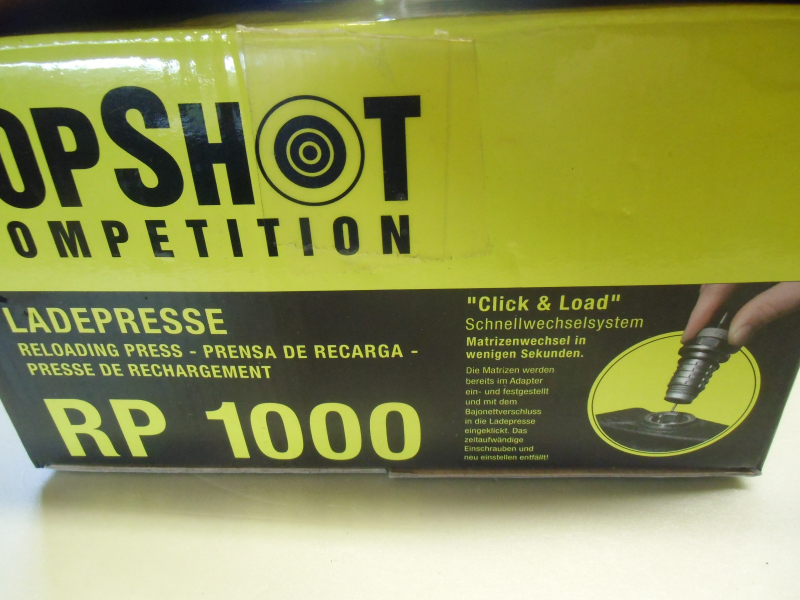 OPSHOT
OMPETITION
LADEPRESSE
RELOADING PRESS - PRENSA DE RECARGA -
PRESSE DE RECHARGEMENT
RP 1000
"Click & Load"
Schnellwechselsystem
Matrizenwechsel in
wenigen Sekunden.
Die Matrizen werden
bereits im Adapter
ein- und festgestellt
und mit dem
Bajonettverschluss
in die Ladepresse
eingeklickt. Das
zeitaufwändige
Einschrauben und
neu einstellen entfällt!